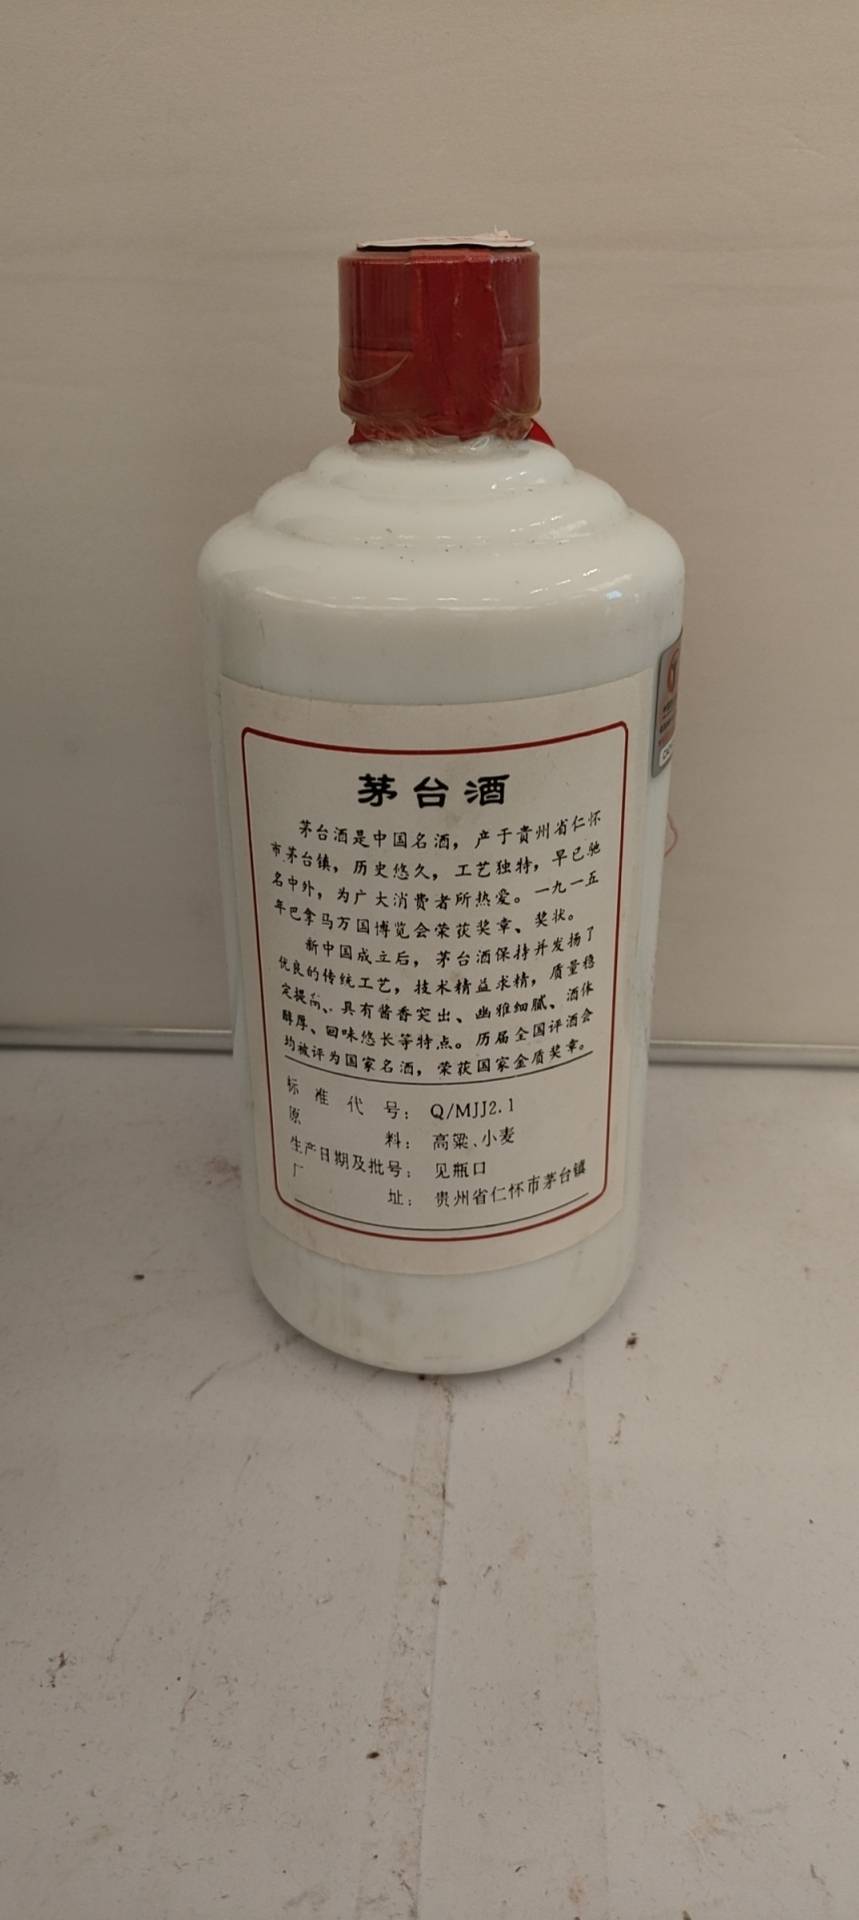 茅台酒
茅台酒是中国名酒，产于贵州省仁怀
市茅台镇，历史悠久，工艺独特，早已驰
名中外，为广大消费者所热爱。一九一五
年巴拿马万国博览会荣获奖章、奖状。
新中国成立后，茅台酒保持并发扬了
优良的传统工艺，技术精益求精，质量稳
定提高、具有酱香突出、幽雅细腻、酒体
醇厚、回味悠长等特点。历届全国评酒会
均被评为国家名酒，荣获国家金质奖章。
标准代号：Q/MJJ2.1
原料：高粱、小麦
生产日期及批号：见瓶口
厂址：贵州省仁怀市茅台镇